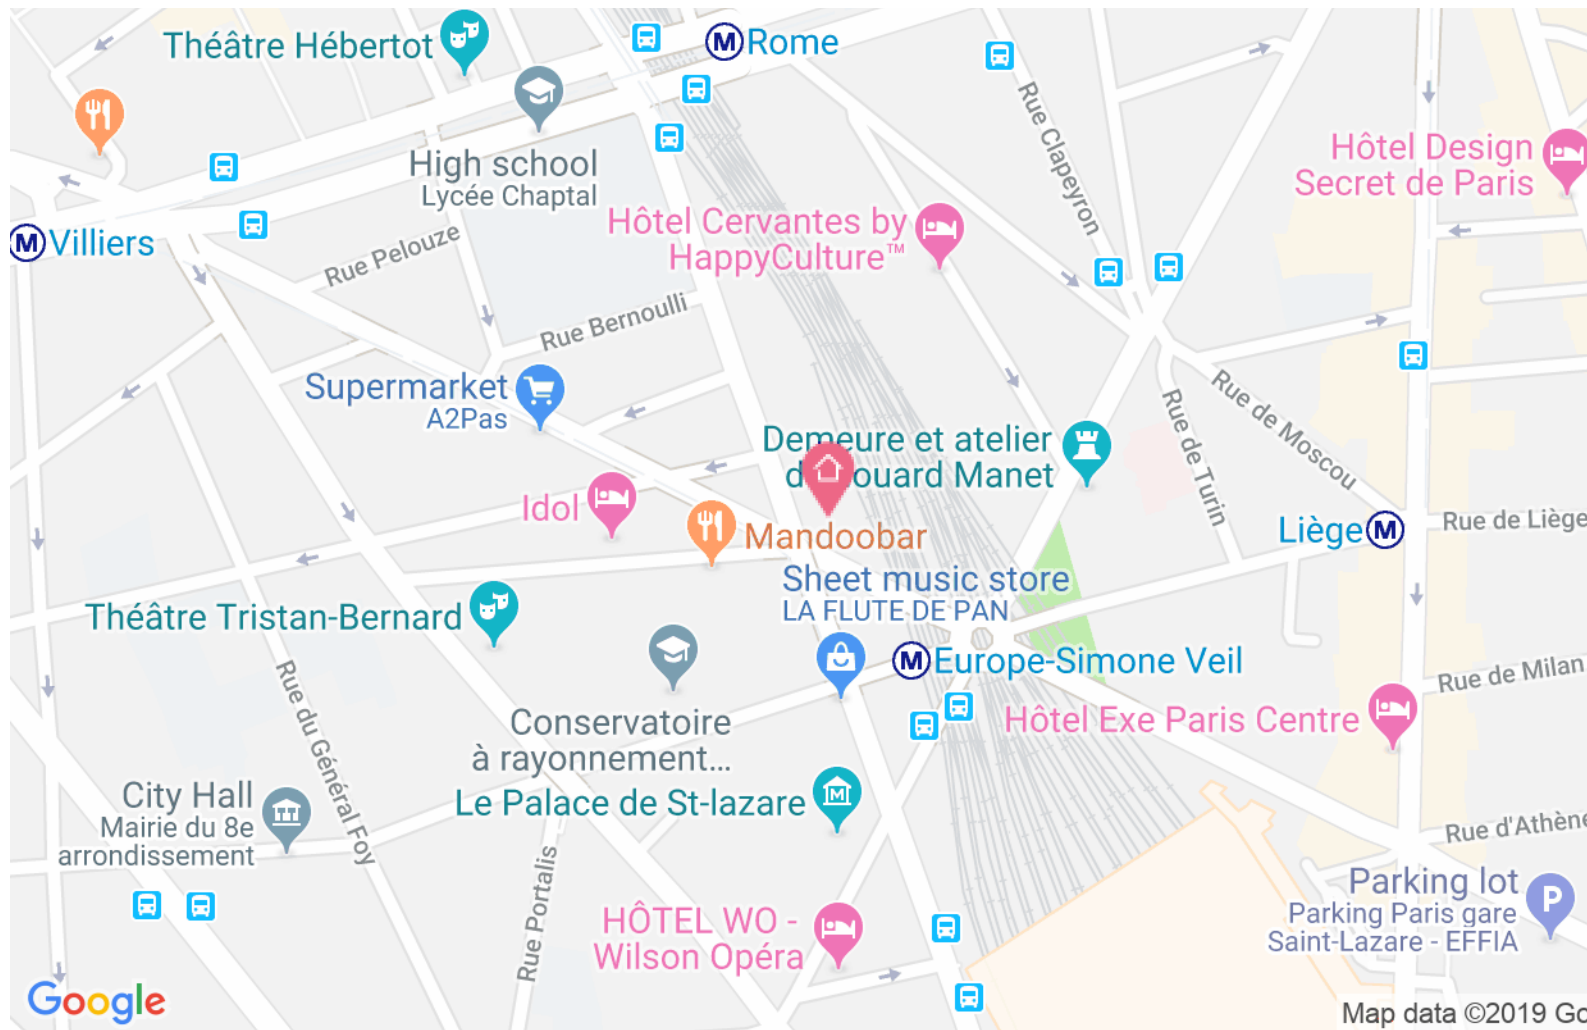 Théâtre Hébertot
M Rome
High school
Lycée Chaptal
Rue Clapeyron
Hôtel Design
Secret de Paris
M Villiers
Rue Pelouze
Hôtel Cervantes by
HappyCulture™
Rue Bernoulli
Supermarket
A2Pas
Rue de Moscou
Rue de Turin
Demeure et atelier
d'Édouard Manet
Idol
Mandoobar
Liège M
Rue de Liège
Sheet music store
LA FLUTE DE PAN
Théâtre Tristan-Bernard
M Europe-Simone Veil
Rue de Milan
Rue du Général Foy
Conservatoire
à rayonnement...
Hôtel Exe Paris Centre
City Hall
Mairie du 8e
arrondissement
Le Palace de St-lazare
M
Rue d'Athène
Rue Portalis
Parking lot
Parking Paris gare
Saint-Lazare - EFFIA
P
HÔTEL WO -
Wilson Opéra
Google
Map data ©2019 Go